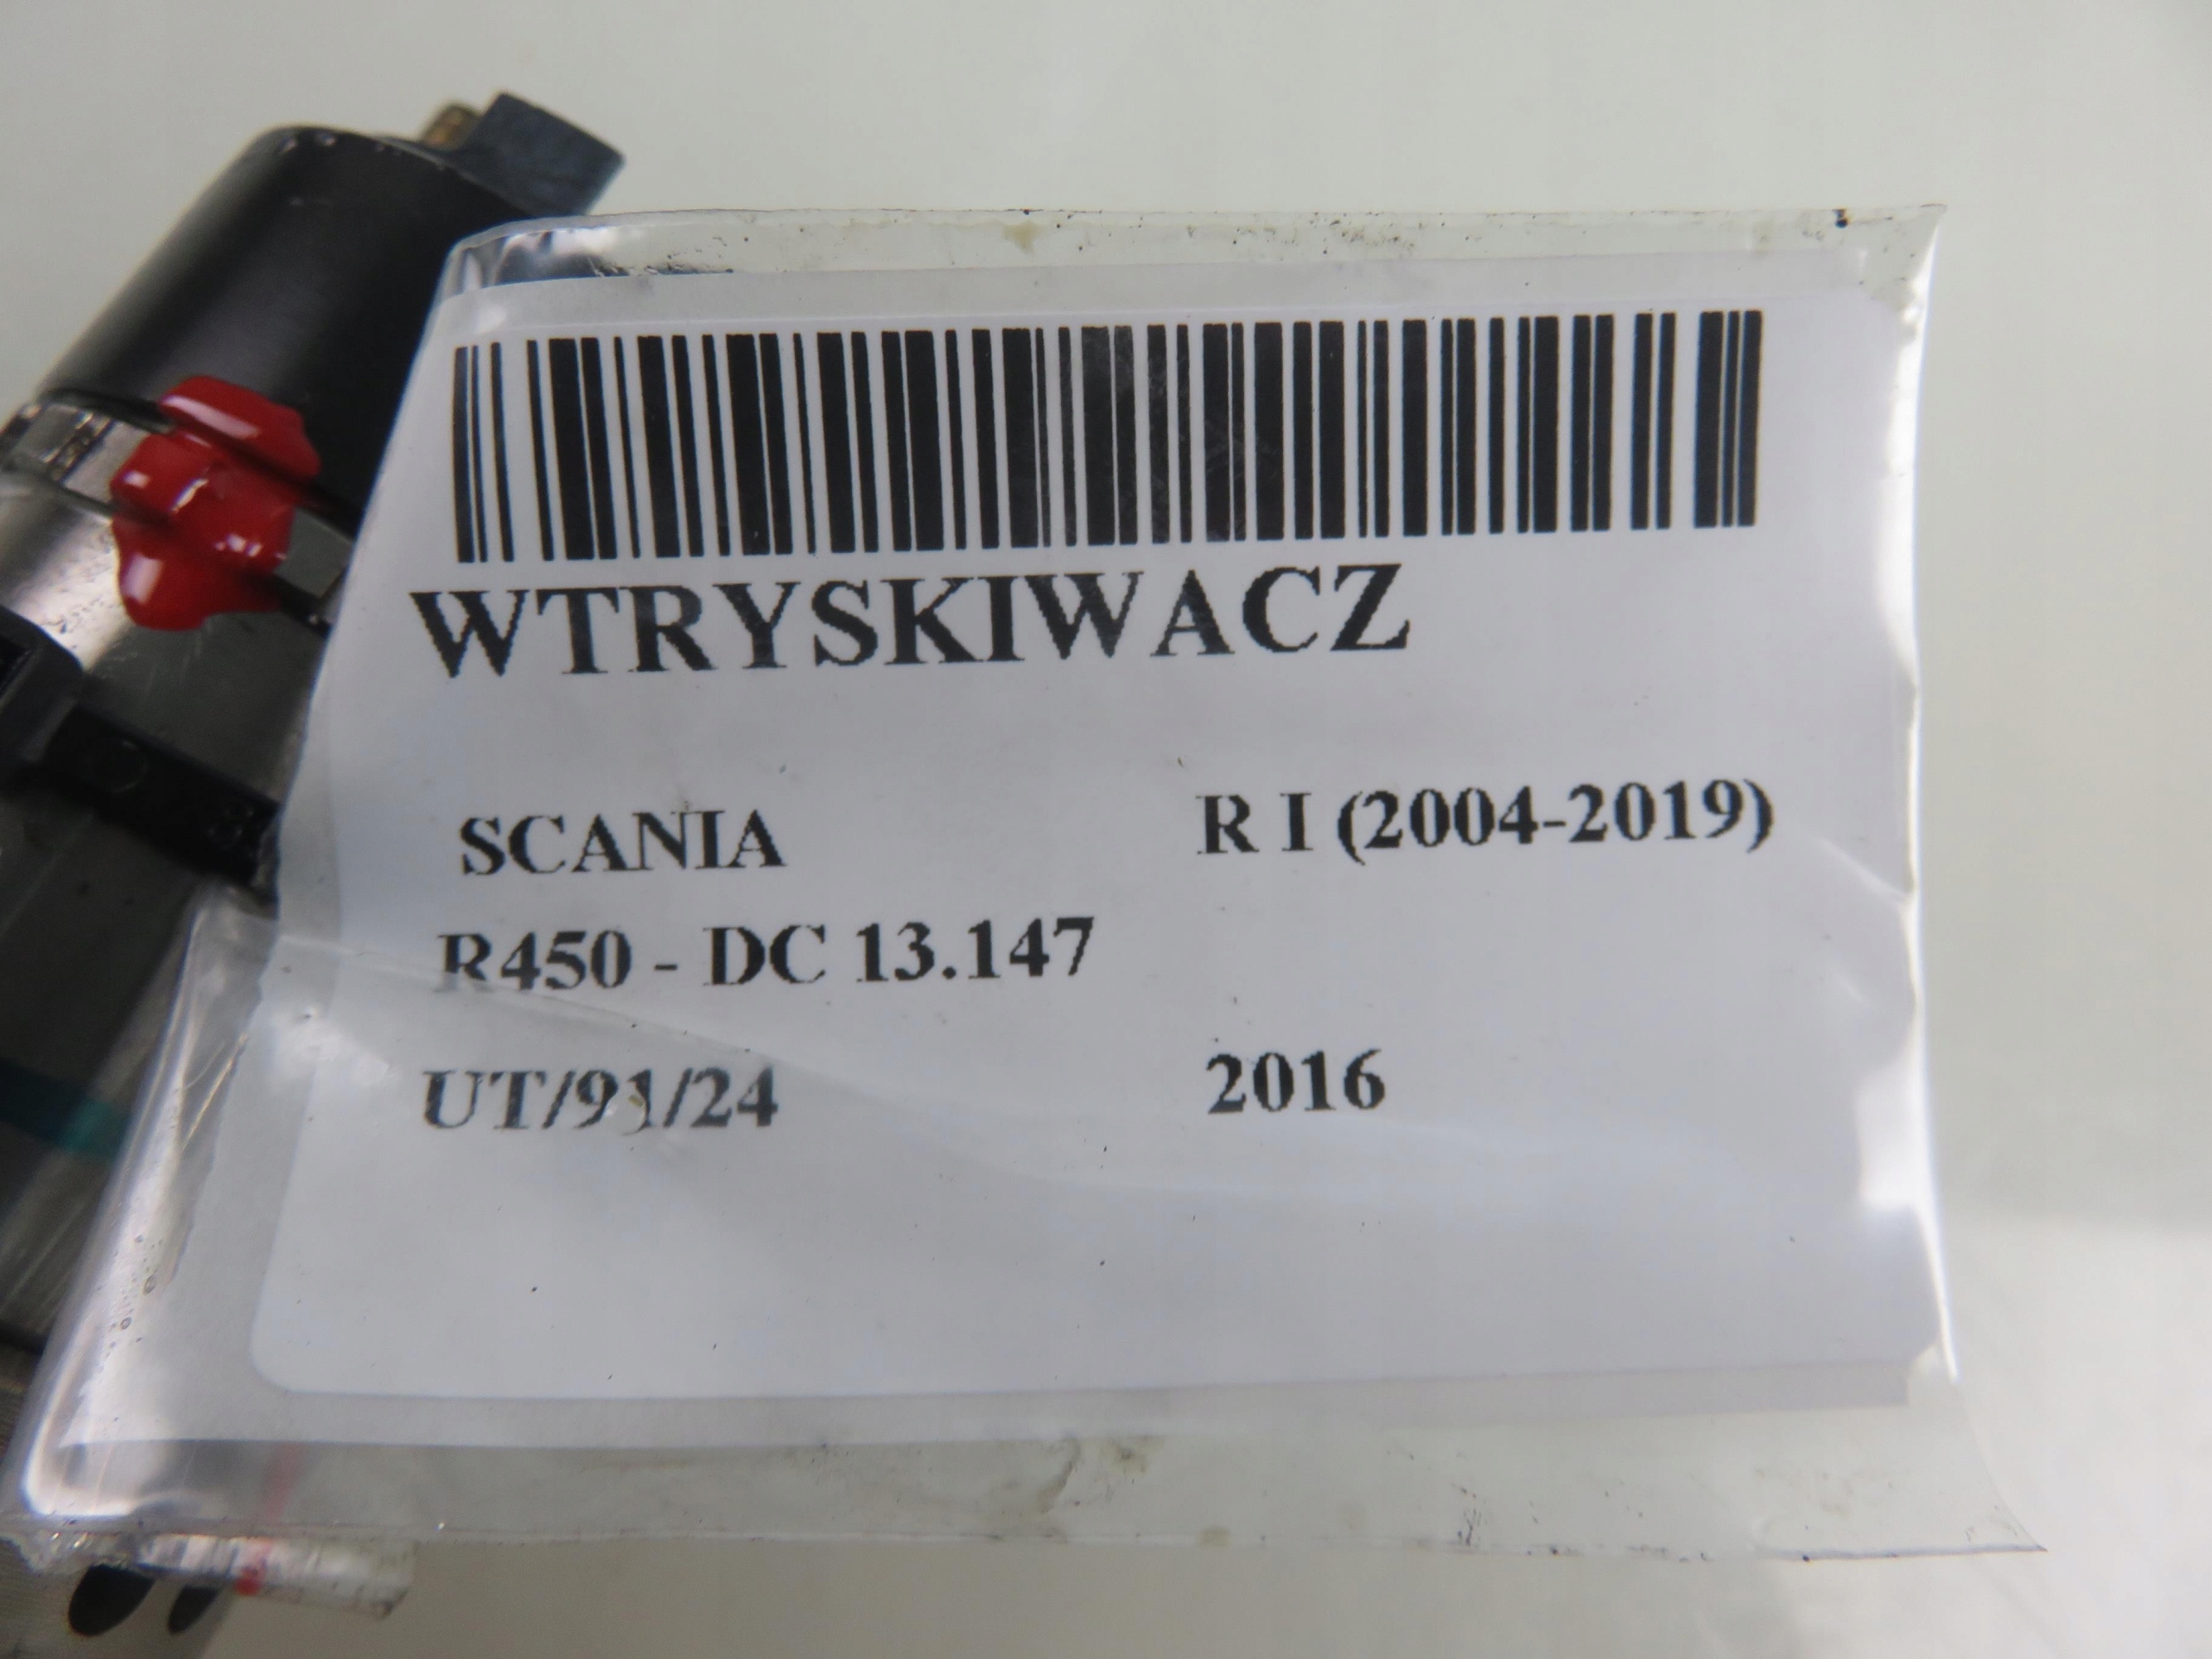 WTRYSKIWACZ
SCANIA R I (2004-2019)
R450 - DC 13.147
UT/91/24 2016